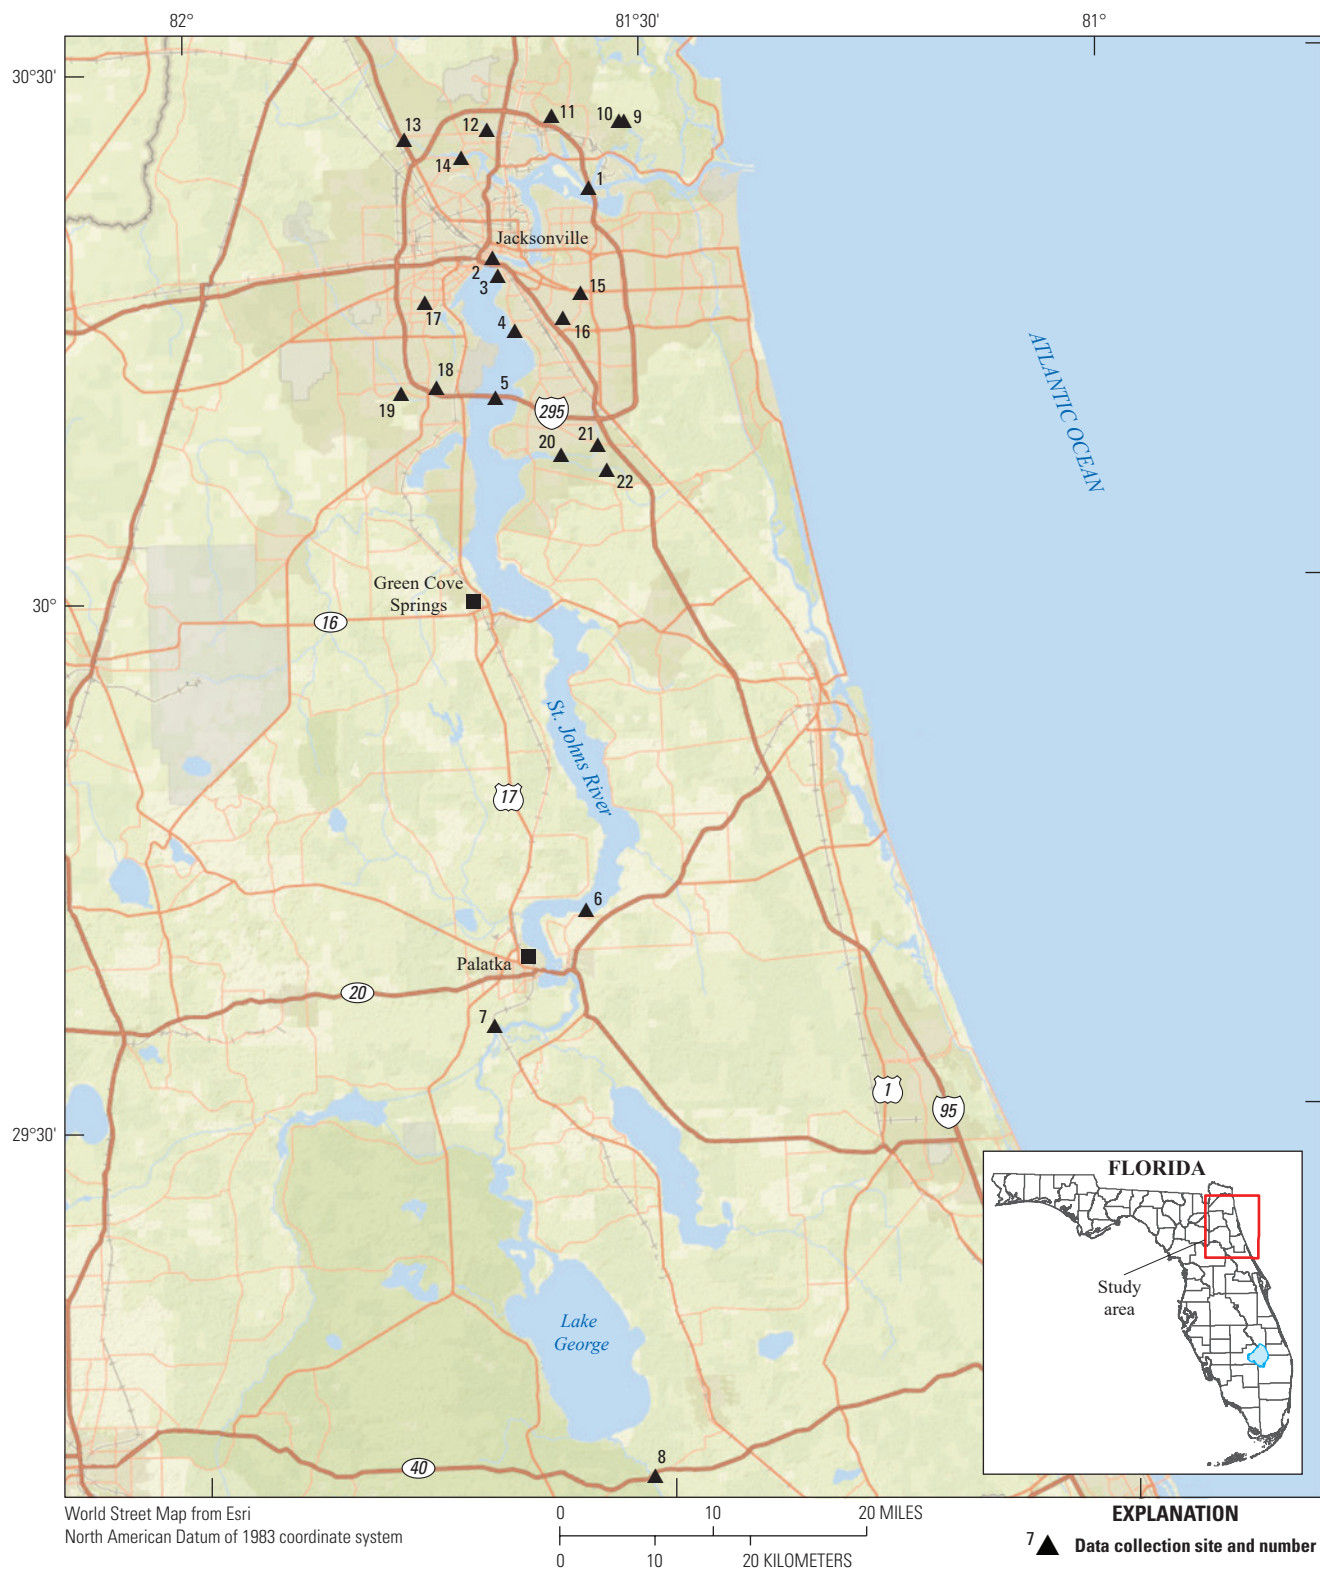 82°
81°30'
81°
30°30'
13
12
11
10
9
14
1
Jacksonville
2
3
15
17
4
16
18
5
19
295
20
21
22
ATLANTIC OCEAN
Green Cove
Springs
30°
16
St. Johns River
17
6
Palatka
20
7
1
95
29°30'
FLORIDA
Study
area
Lake
George
8
40
World Street Map from Esri
North American Datum of 1983 coordinate system
0 10 20 MILES
0 10 20 KILOMETERS
EXPLANATION
7 Data collection site and number